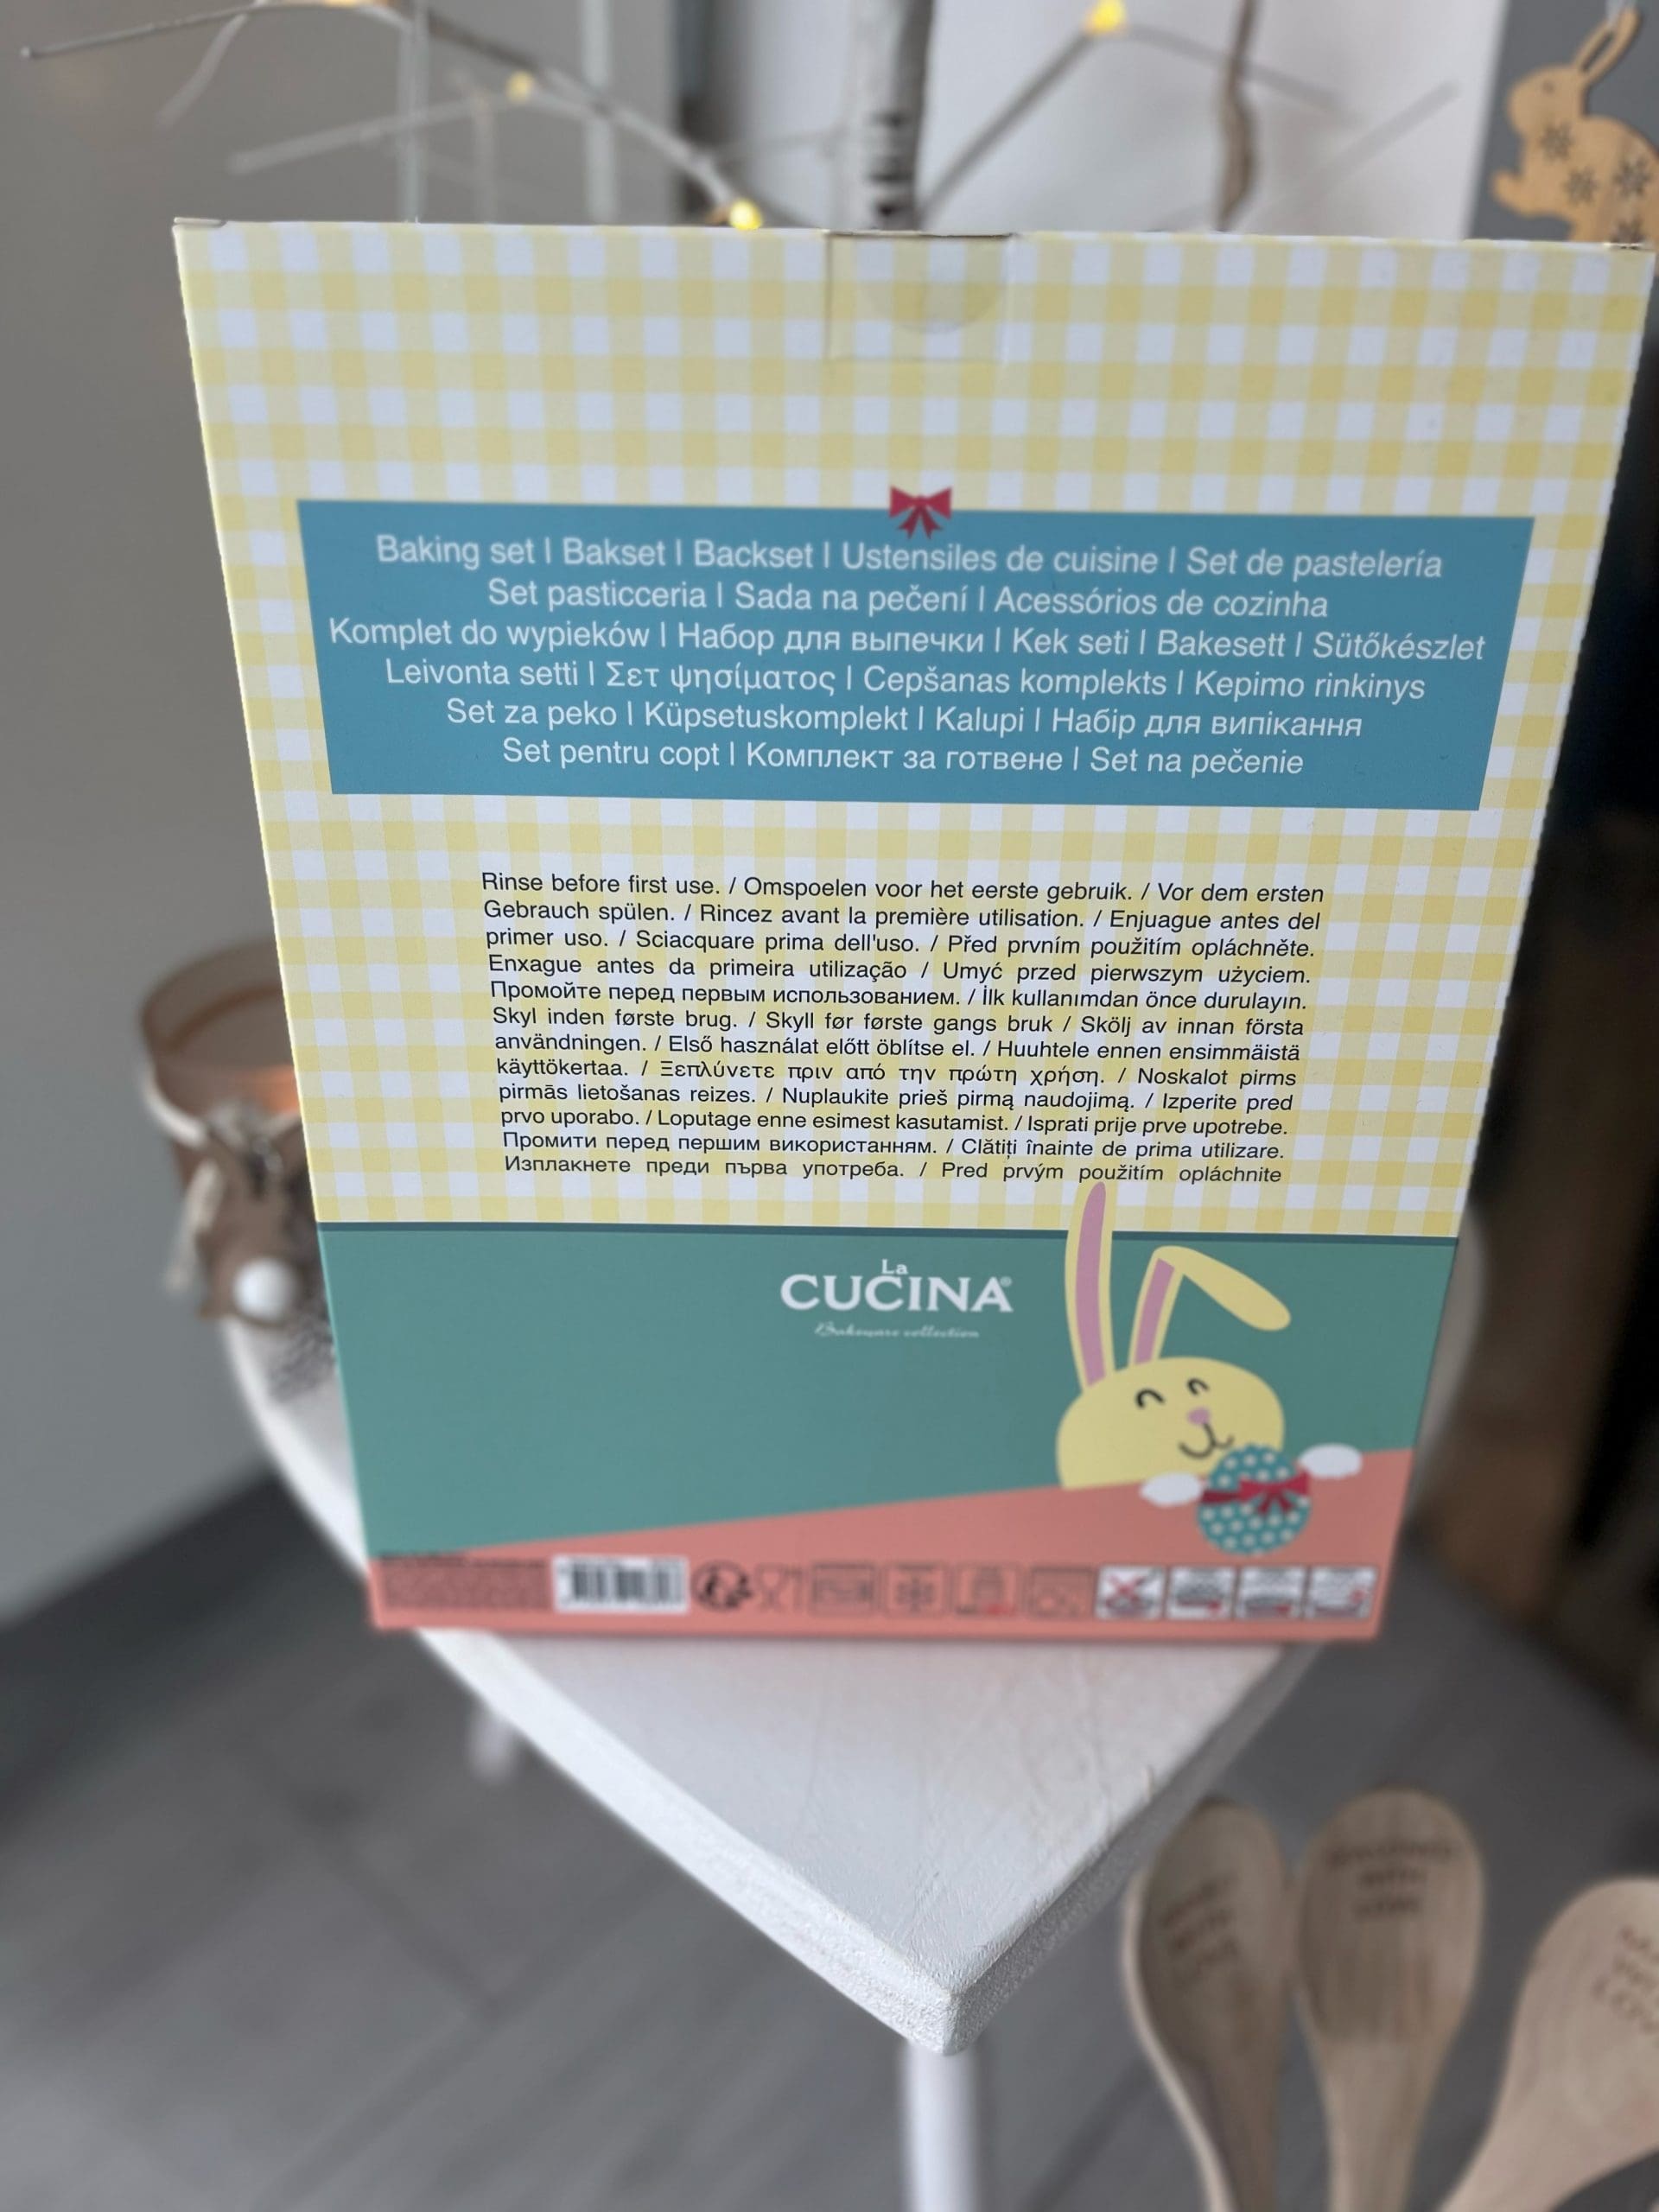 Baking set | Bakset | Backset | Ustensiles de cuisine | Set de pastelería
Set pasticceria | Sada na pečení | Acessórios de cozinha
Komplet do wypieków | Набор для выпечки | Kek seti | Bakesett | Sütőkészlet
Leivonta setti | Σετ ψησίματος | Cepšanas komplekts | Kepimo rinkinys
Set za peko | Küpsetuskomplekt | Kalupi | Набір для випікання
Set pentru copt | Комплект за готвене | Set na pečenie
Rinse before first use. / Omspoelen voor het eerste gebruik. / Vor dem ersten
Gebrauch spülen. / Rincez avant la première utilisation. / Enjuague antes del
primer uso. / Sciacquare prima dell'uso. / Před prvním použitím opláchněte.
Enxague antes da primeira utilização / Umyć przed pierwszym użyciem.
Промойте перед первым использованием. / İlk kullanımdan önce durulayın.
Skyl inden første brug. / Skyll før første gangs bruk / Skölj av innan första
användningen. / Első használat előtt öblítse el. / Huuhtele ennen ensimmäistä
käyttökertaa. / Ξεπλύνετε πριν από την πρώτη χρήση. / Noskalot pirms
pirmās lietošanas reizes. / Nuplaukite prieš pirmą naudojimą. / Izperite pred
prvo uporabo. / Loputage enne esimest kasutamist. / Isprati prije prve upotrebe.
Промити перед першим використанням. / Clătiți înainte de prima utilizare.
Изплакнете преди първа употреба. / Pred prvým použitím opláchnite
La
CUCINA®
Bakeware collection